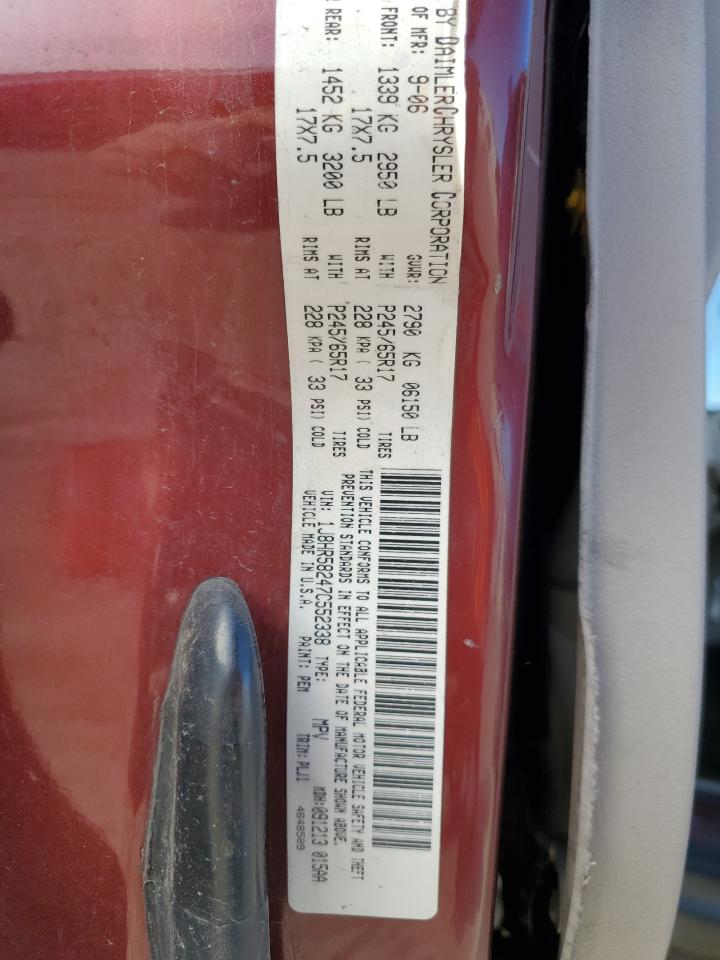 BY DAIMLERCHRYSLER CORPORATION
OF MFR: 9-06 GVWR: 2790 KG 06150 LB
FRONT: 1339 KG 2950 LB WITH P245/65R17 TIRES
17X7.5 RIMS AT 228 KPA ( 33 PSI) COLD
REAR: 1452 KG 3200 LB WITH P245/65R17 TIRES
17X7.5 RIMS AT 228 KPA ( 33 PSI) COLD
THIS VEHICLE CONFORMS TO ALL APPLICABLE FEDERAL MOTOR VEHICLE SAFETY AND THEFT
PREVENTION STANDARDS IN EFFECT ON THE DATE OF MANUFACTURE SHOWN ABOVE.
VIN: 1J8HR58247C552338 TYPE: MPV MDH:091213 015AA
VEHICLE MADE IN U.S.A. PAINT: PEM TRIM: PLJ1 4648509